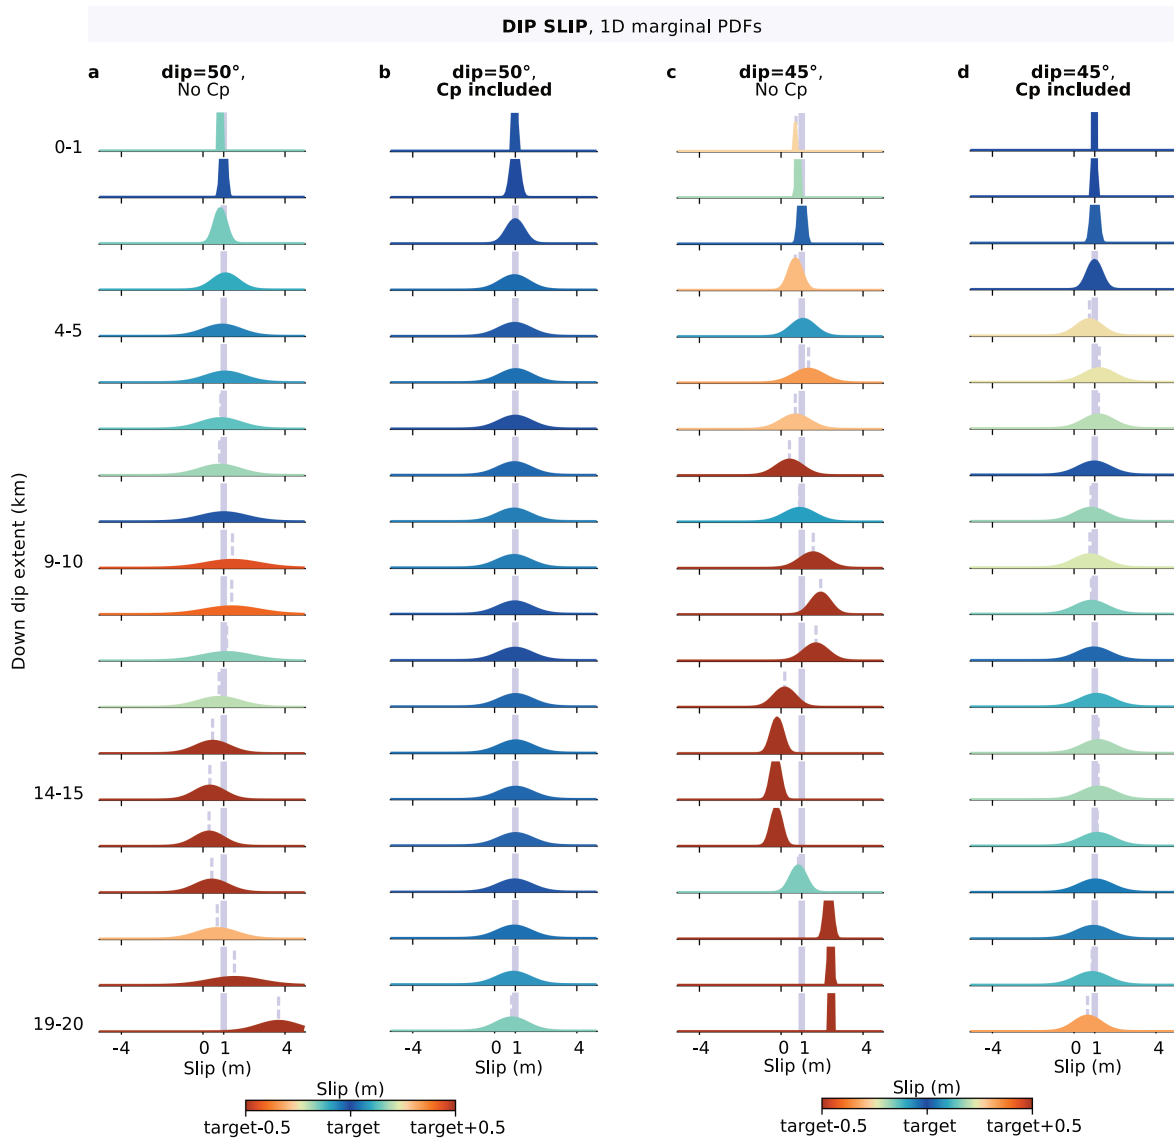 DIP SLIP, 1D marginal PDFs
a dip=50°, b dip=50°, c dip=45°, d dip=45°,
No Cp Cp included No Cp Cp included
0-1
4-5
9-10
14-15
19-20
Down dip extent (km)
-4 0 1 4 -4 0 1 4 -4 0 1 4 -4 0 1 4
Slip (m) Slip (m) Slip (m) Slip (m)
Slip (m) Slip (m)
target-0.5 target target+0.5 target-0.5 target target+0.5